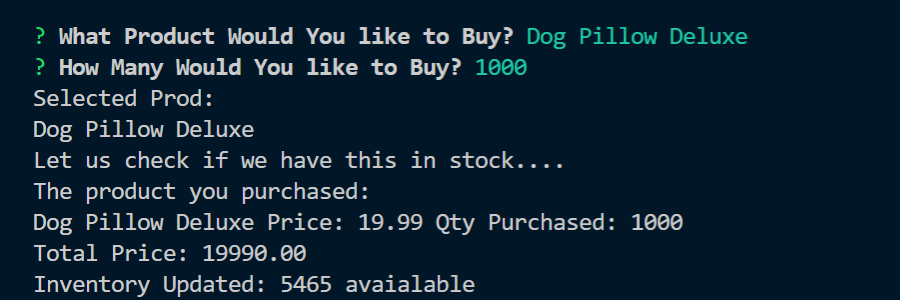 ? What Product Would You like to Buy? Dog Pillow Deluxe
? How Many Would You like to Buy? 1000
Selected Prod:
Dog Pillow Deluxe
Let us check if we have this in stock....
The product you purchased:
Dog Pillow Deluxe Price: 19.99 Qty Purchased: 1000
Total Price: 19990.00
Inventory Updated: 5465 avaialable